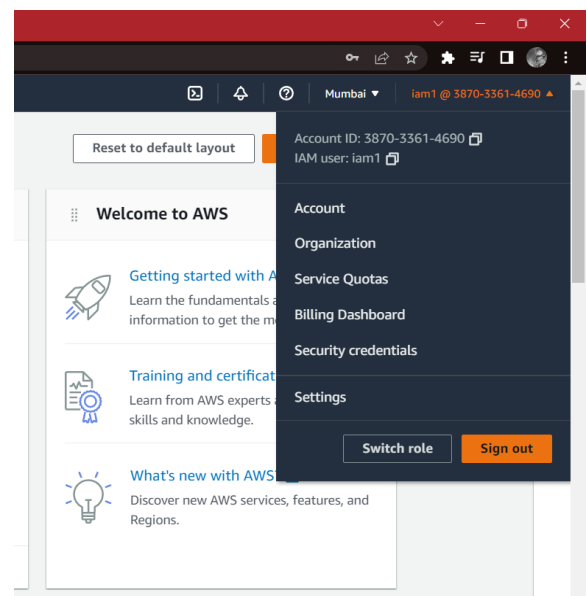 Mumbai ▼
iam1 @ 3870-3361-4690 ▲
Reset to default layout
Account ID: 3870-3361-4690
IAM user: iam1
Account
Organization
Service Quotas
Billing Dashboard
Security credentials
Settings
Switch role
Sign out
Welcome to AWS
Getting started with A
Learn the fundamentals a
information to get the m
Training and certificat
Learn from AWS experts
skills and knowledge.
What's new with AWS?
Discover new AWS services, features, and
Regions.